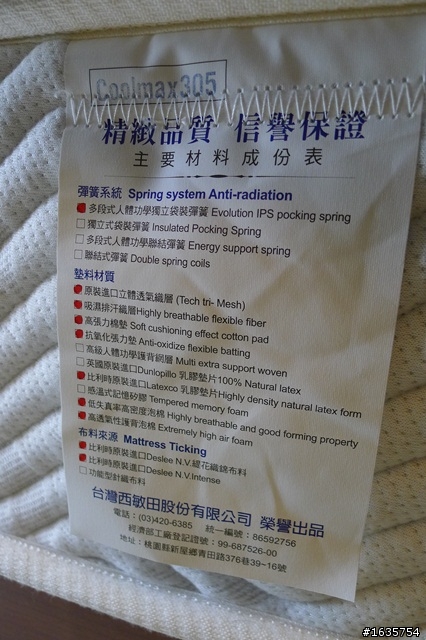 Coolmax305
精緻品質 信譽保證
主要材料成份表
彈簧系統 Spring system Anti-radiation
多段式人體功學獨立袋裝彈簧 Evolution IPS pocking spring
獨立式袋裝彈簧 Insulated Pocking Spring
多段式人體功學聯結彈簧 Energy support spring
聯結式彈簧 Double spring coils
墊料材質
原裝進口立體透氣織層 (Tech tri- Mesh)
吸濕排汗纖層Highly breathable flexible fiber
高張力棉墊 Soft cushioning effect cotton pad
抗氧化張力墊 Anti-oxidize flexible batting
高級人體功學護背網層 Multi extra support woven
英國原裝進口Dunlopillo 乳膠墊片100% Natural latex
比利時原裝進口Latexco 乳膠墊片Highly density natural latex form
感溫式記憶矽膠 Tempered memory foam
低失真率高密度泡棉 Highly breathable and good forming property
高透氣性護背泡棉 Extremely high air foam
布料來源 Mattress Ticking
比利時原裝進口Deslee N.V.緹花織錦布料
比利時原裝進口Deslee N.V.Intense
功能型針織布料
台灣西敏田股份有限公司 榮譽出品
電話：(03)420-6385 統一編號：86592756
經濟部工廠登記證號：99-687526-00
地址：桃園縣新屋鄉青田路376巷39~16號
#1635754